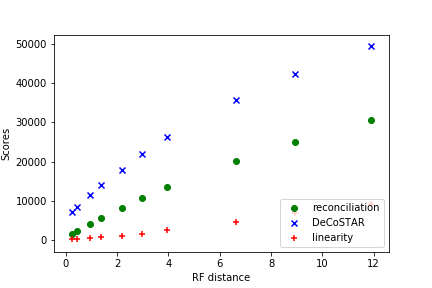 50000
40000
30000
20000
10000
0
Scores
0 2 4 6 8 10 12
RF distance
reconciliation
DeCoSTAR
linearity